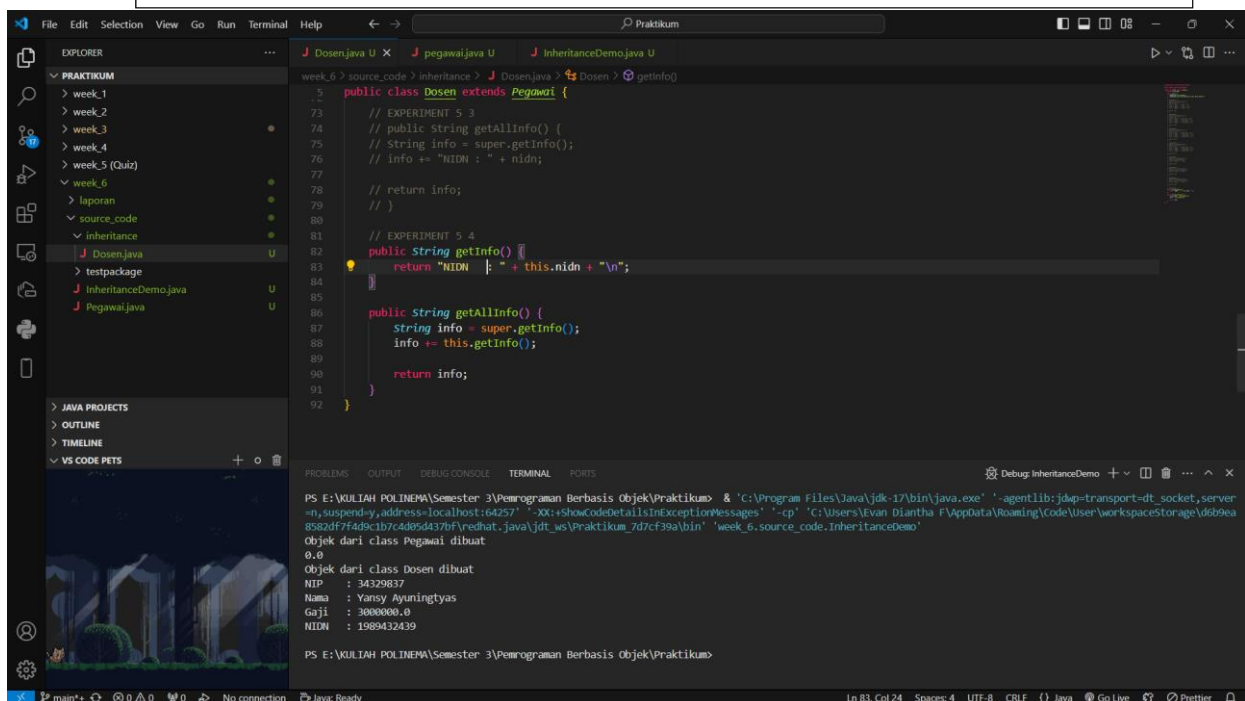 File Edit Selection View Go Run Terminal Help
Praktikum
EXPLORER
PRAKTIKUM
week_1
week_2
week_3
week_4
week_5 (Quiz)
week_6
laporan
source_code
inheritance
J Dosen.java U
testpackage
J InheritanceDemo.java U
J Pegawai.java U
JAVA PROJECTS
OUTLINE
TIMELINE
VS CODE PETS
17
J Dosen.java U
J pegawai.java U
J InheritanceDemo.java U
week_6 > source_code > inheritance > J Dosen.java > Dosen > getInfo()
5 public class Dosen extends Pegawai {
73 // EXPERIMENT 5 3
74 // public String getAllInfo() {
75 // String info = super.getInfo();
76 // info += "NIDN : " + nidn;
77
78 // return info;
79 // }
80
81 // EXPERIMENT 5 4
82 public String getInfo() {
83 return "NIDN   : " + this.nidn + "\n";
84 }
85
86 public String getAllInfo() {
87 String info = super.getInfo();
88 info += this.getInfo();
89
90 return info;
91 }
92 }
PROBLEMS OUTPUT DEBUG CONSOLE TERMINAL PORTS
Debug: InheritanceDemo
PS E:\KULIAH POLINEMA\Semester 3\Pemrograman Berbasis Objek\Praktikum> & 'C:\Program Files\Java\jdk-17\bin\java.exe' '-agentlib:jdwp=transport=dt_socket,server
=n,suspend=y,address=localhost:64257' '-XX:+ShowCodeDetailsInExceptionMessages' '-cp' 'C:\Users\Evan Diantha F\AppData\Roaming\Code\User\workspaceStorage\d6b9ea
8582df7f4d9c1b7c4d05d437bf\redhat.java\jdt_ws\Praktikum_7d7cf39a\bin' 'week_6.source_code.InheritanceDemo'
Objek dari class Pegawai dibuat
0.0
Objek dari class Dosen dibuat
NIP    : 34329837
Nama   : Yansy Ayuningtyas
Gaji   : 3000000.0
NIDN   : 1989432439
PS E:\KULIAH POLINEMA\Semester 3\Pemrograman Berbasis Objek\Praktikum>
main*+ 0 0 0 No connection Java: Ready
Ln 83, Col 24 Spaces: 4 UTF-8 CRLF {} Java Go Live Prettier